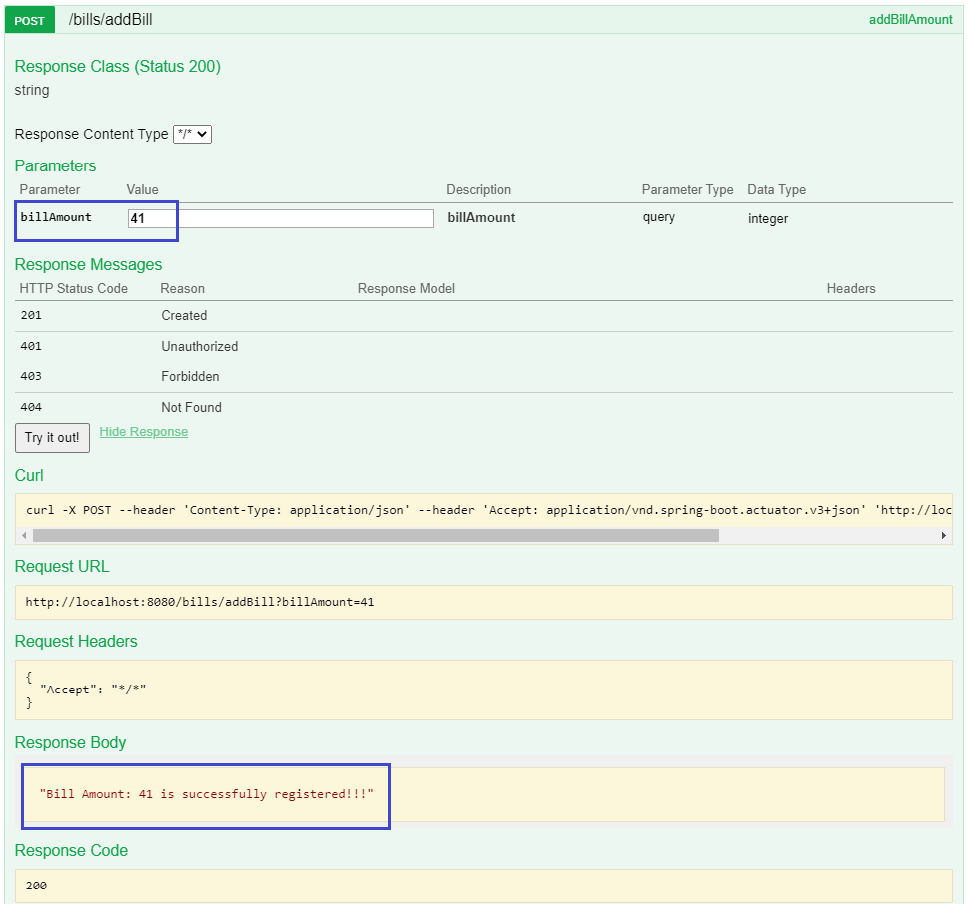 POST /bills/addBill addBillAmount
Response Class (Status 200)
string
Response Content Type */*
Parameters
Parameter Value Description Parameter Type Data Type
billAmount 41 billAmount query integer
Response Messages
HTTP Status Code Reason Response Model Headers
201 Created
401 Unauthorized
403 Forbidden
404 Not Found
Try it out! Hide Response
Curl
curl -X POST --header 'Content-Type: application/json' --header 'Accept: application/vnd.spring-boot.actuator.v3+json' 'http://loc
Request URL
http://localhost:8080/bills/addBill?billAmount=41
Request Headers
{
"Accept": "*/*"
}
Response Body
"Bill Amount: 41 is successfully registered!!!"
Response Code
200